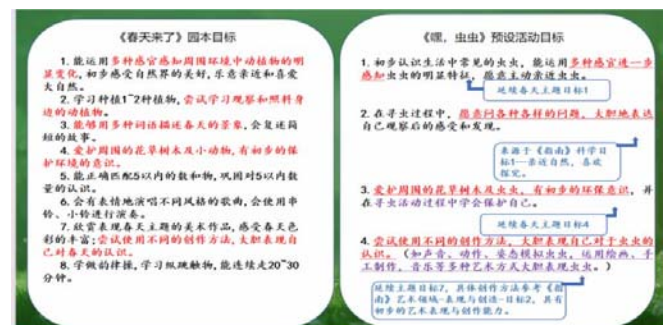 《春天来了》园本目标
1. 能运用多种感官感知周围环境中动植物的明
显变化,初步感受自然界的美好,乐意亲近和喜爱
大自然。
2. 学习种植1~2种植物,尝试学习观察和照料身
边的动植物。
3. 能够用多种词语描述春天的景象,会复述简
短的故事。
4. 爱护周围的花草树木及小动物,有初步的保
护环境的意识。
5. 能正确匹配5以内的数和物,巩固对5以内数
量的认识。
6. 会有表情地演唱不同风格的歌曲,会使用串
铃、小铃进行演奏。
7. 欣赏表现春天主题的美术作品,感受春天色
彩的丰富;尝试使用不同的创作方法,大胆表现自
己对春天的认识。
8. 学做韵律操,学习纵跳触物,能连续走20~30
分钟。
《嘿,虫虫》预设活动目标
1. 初步认识生活中常见的虫虫,能运用多种感官进一步
感知虫虫的明显特征,愿意主动亲近虫虫。
延续春天主题目标1
2. 在寻虫过程中,愿意问各种各样的问题,大胆地表达
自己观察后的感受和发现。
来源于《指南》科学目
标1—亲近自然,喜欢
探究。
3. 爱护周围的花草树木及虫虫,有初步的环保意识,并
在寻虫活动过程中学会保护自己。
延续春天主题目标4
4. 尝试使用不同的创作方法,大胆表现自己对于虫虫的
认识。(如声音、动作、姿态模拟虫虫,运用绘画、手
工制作、音乐等多种艺术方式大胆表现虫虫。)
延续主题目标7,具体创作方法参考《指
南》艺术领域-表现与创造-目标2,具有
初步的艺术表现与创作能力。